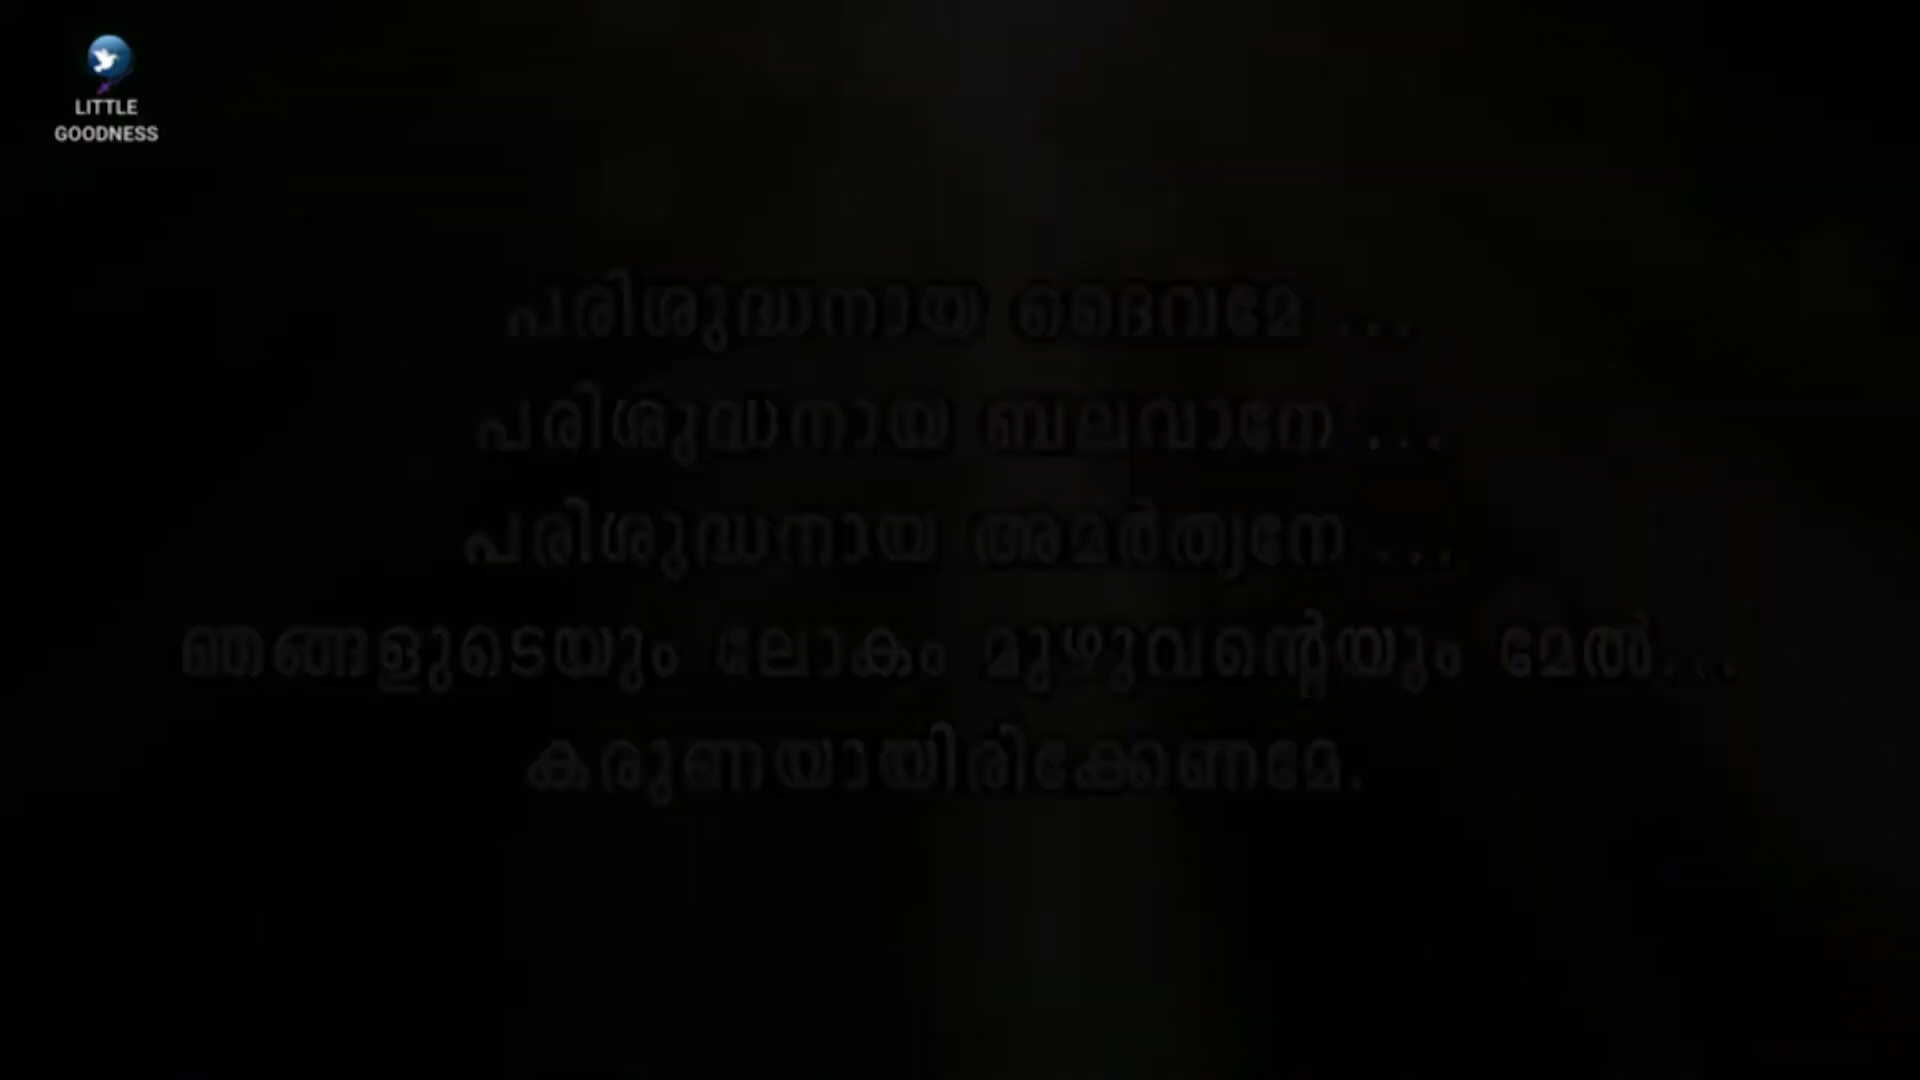 LITTLE
GOODNESS
പരിശുദ്ധനായ ദൈവമേ ...
പരിശുദ്ധനായ ബലവാനേ ...
പരിശുദ്ധനായ അമർത്യനേ ...
ഞങ്ങളുടെയും ലോകം മുഴുവന്റെയും മേൽ...
കരുണയായിരിക്കേണമേ.